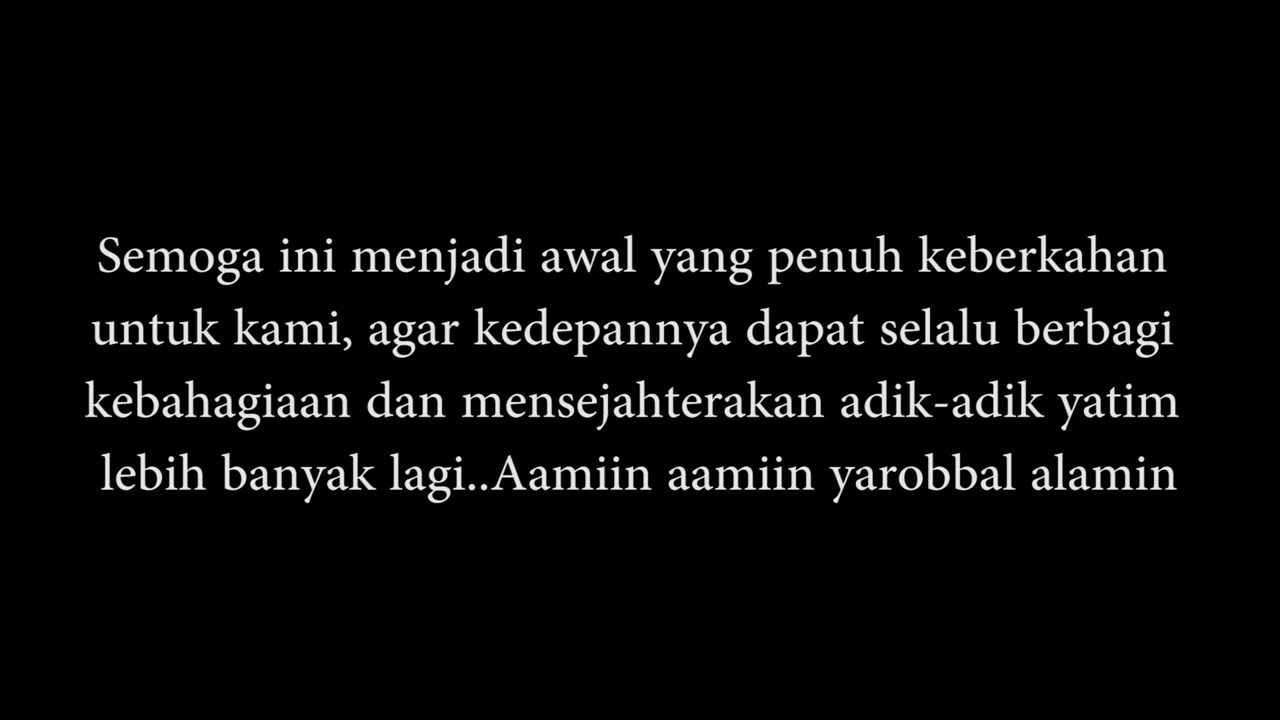 Semoga ini menjadi awal yang penuh keberkahan
untuk kami, agar kedepannya dapat selalu berbagi
kebahagiaan dan mensejahterakan adik-adik yatim
lebih banyak lagi..Aamiin aamiin yarobbal alamin